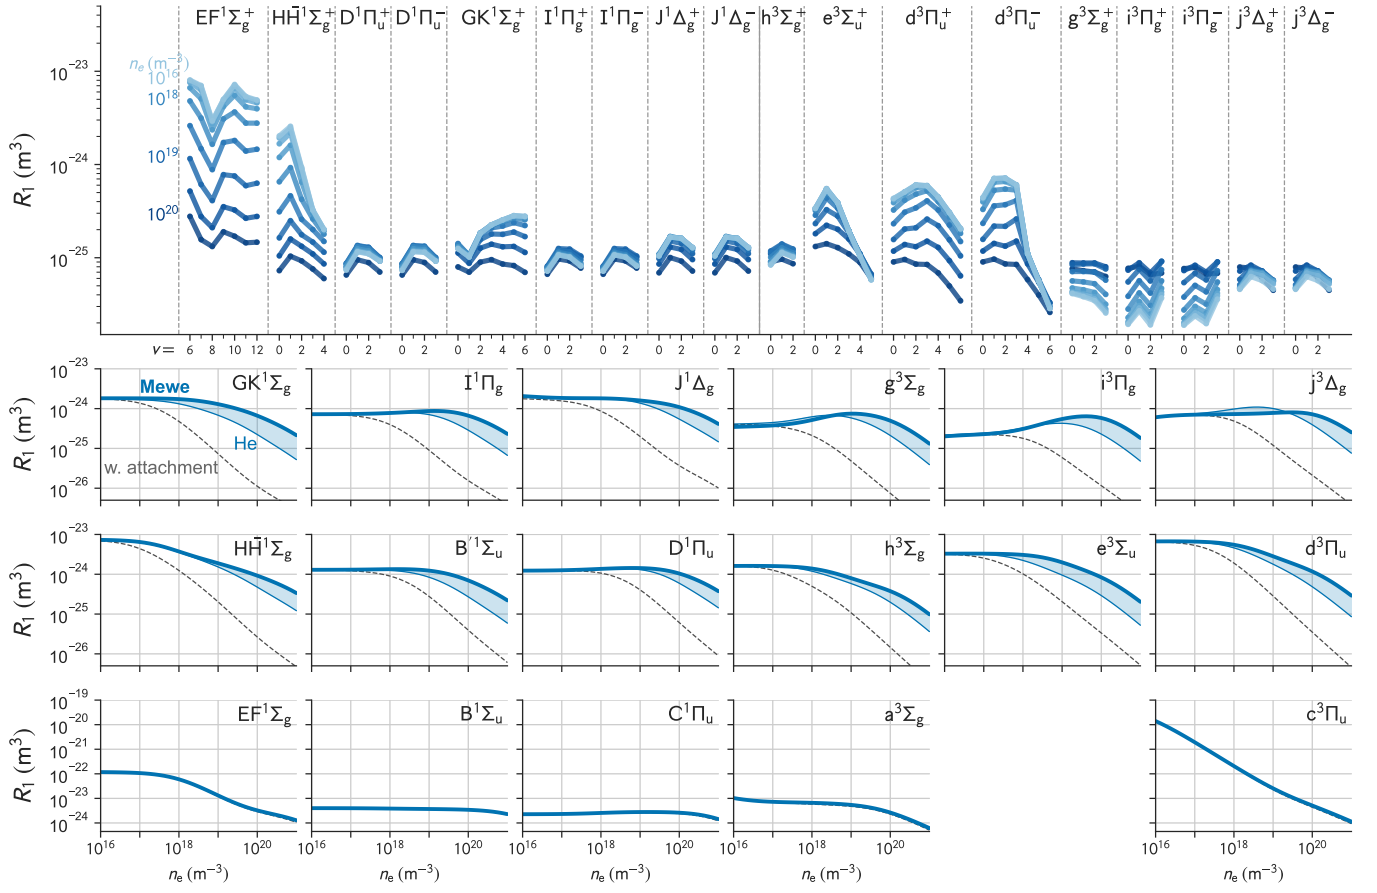 EF¹Σg⁺ HH̄¹Σg⁺ D¹Πu⁺ D¹Πu⁻ GK¹Σg⁺ I¹Πg⁺ I¹Πg⁻ J¹Δg⁺ J¹Δg⁻ h³Σg⁺ e³Σu⁺ d³Πu⁺ d³Πu⁻ g³Σg⁺ i³Πg⁺ i³Πg⁻ j³Δg⁺ j³Δg⁻
10⁻²³
nₑ (m⁻³)
10¹⁶
10¹⁸
10¹⁹
10⁻²⁴
10²⁰
10⁻²⁵
R₁ (m³)
v= 6 8 10 12 0 2 4 0 2 0 2 0 2 4 6 0 2 0 2 0 2 0 2 0 2 0 2 4 0 2 4 6 0 2 4 6 0 2 0 2 0 2 0 2 0 2
10⁻²³
10⁻²⁴
10⁻²⁵
10⁻²⁶
R₁ (m³)
Mewe GK¹Σg I¹Πg J¹Δg g³Σg i³Πg j³Δg
He
w. attachment
10⁻²³
10⁻²⁴
10⁻²⁵
10⁻²⁶
R₁ (m³)
HH̄¹Σg B′¹Σu D¹Πu h³Σg e³Σu d³Πu
10⁻¹⁹
10⁻²⁰
10⁻²¹
10⁻²²
10⁻²³
10⁻²⁴
R₁ (m³)
EF¹Σg B¹Σu C¹Πu a³Σg c³Πu
10¹⁶ 10¹⁸ 10²⁰ 10¹⁶ 10¹⁸ 10²⁰ 10¹⁶ 10¹⁸ 10²⁰ 10¹⁶ 10¹⁸ 10²⁰ 10¹⁶ 10¹⁸ 10²⁰
nₑ (m⁻³) nₑ (m⁻³) nₑ (m⁻³) nₑ (m⁻³) nₑ (m⁻³)